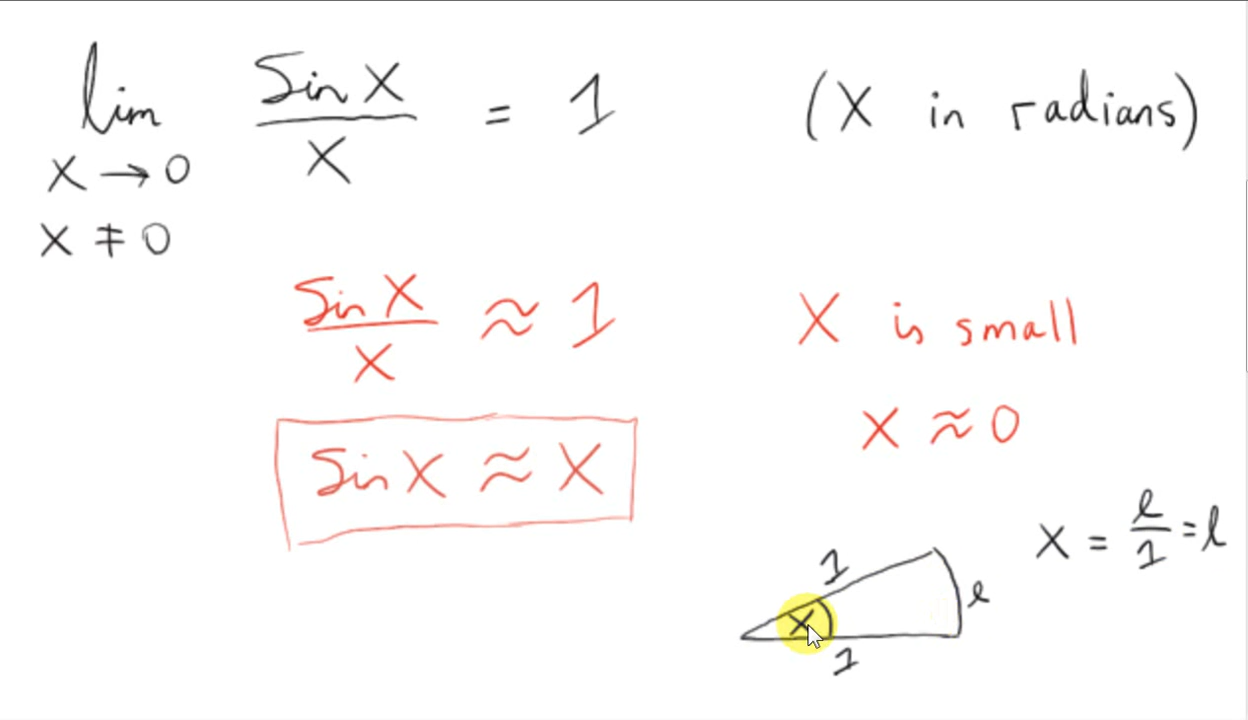 lim sin x / x = 1 (x in radians)
x → 0
x ≠ 0
sin x / x ≈ 1 x is small
sin x ≈ x x ≈ 0
x = l / 1 = l
1
l
x
1